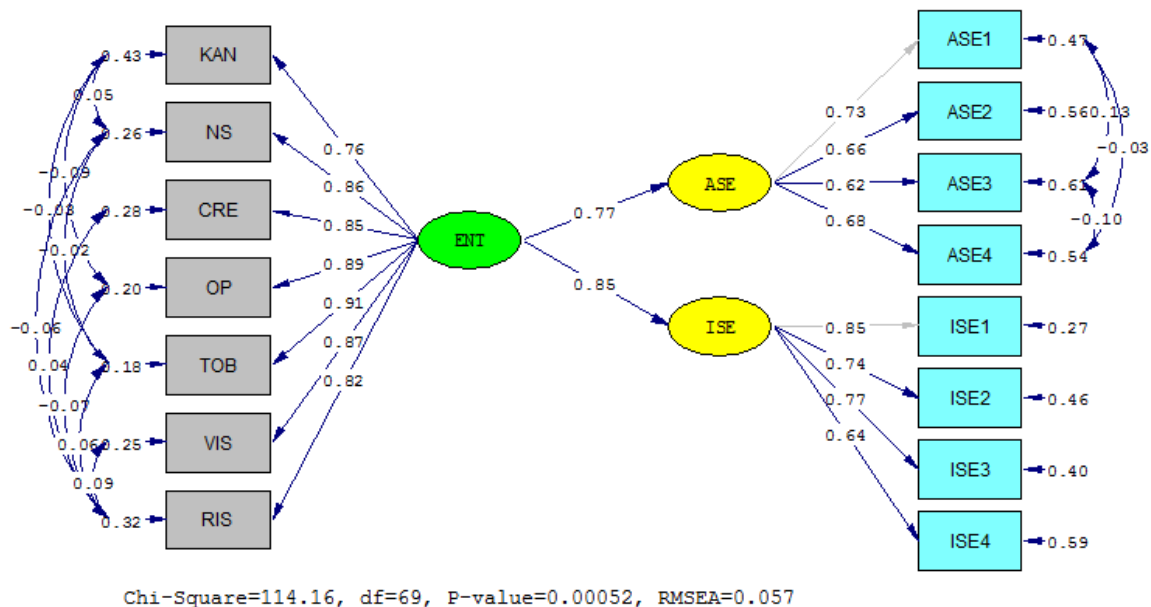 0.43
KAN
0.05
0.26
NS
-0.09
-0.03
0.28
CRE
-0.02
0.20
OP
-0.06
0.04
0.18
TOB
-0.07
0.06
0.25
VIS
0.09
0.32
RIS
0.76
0.86
0.85
0.89
0.91
0.87
0.82
ENT
0.77
0.85
ASE
ISE
0.73
0.66
0.62
0.68
0.85
0.74
0.77
0.64
ASE1
0.47
ASE2
0.56
0.13
-0.03
ASE3
0.61
-0.10
ASE4
0.54
ISE1
0.27
ISE2
0.46
ISE3
0.40
ISE4
0.59
Chi-Square=114.16, df=69, P-value=0.00052, RMSEA=0.057